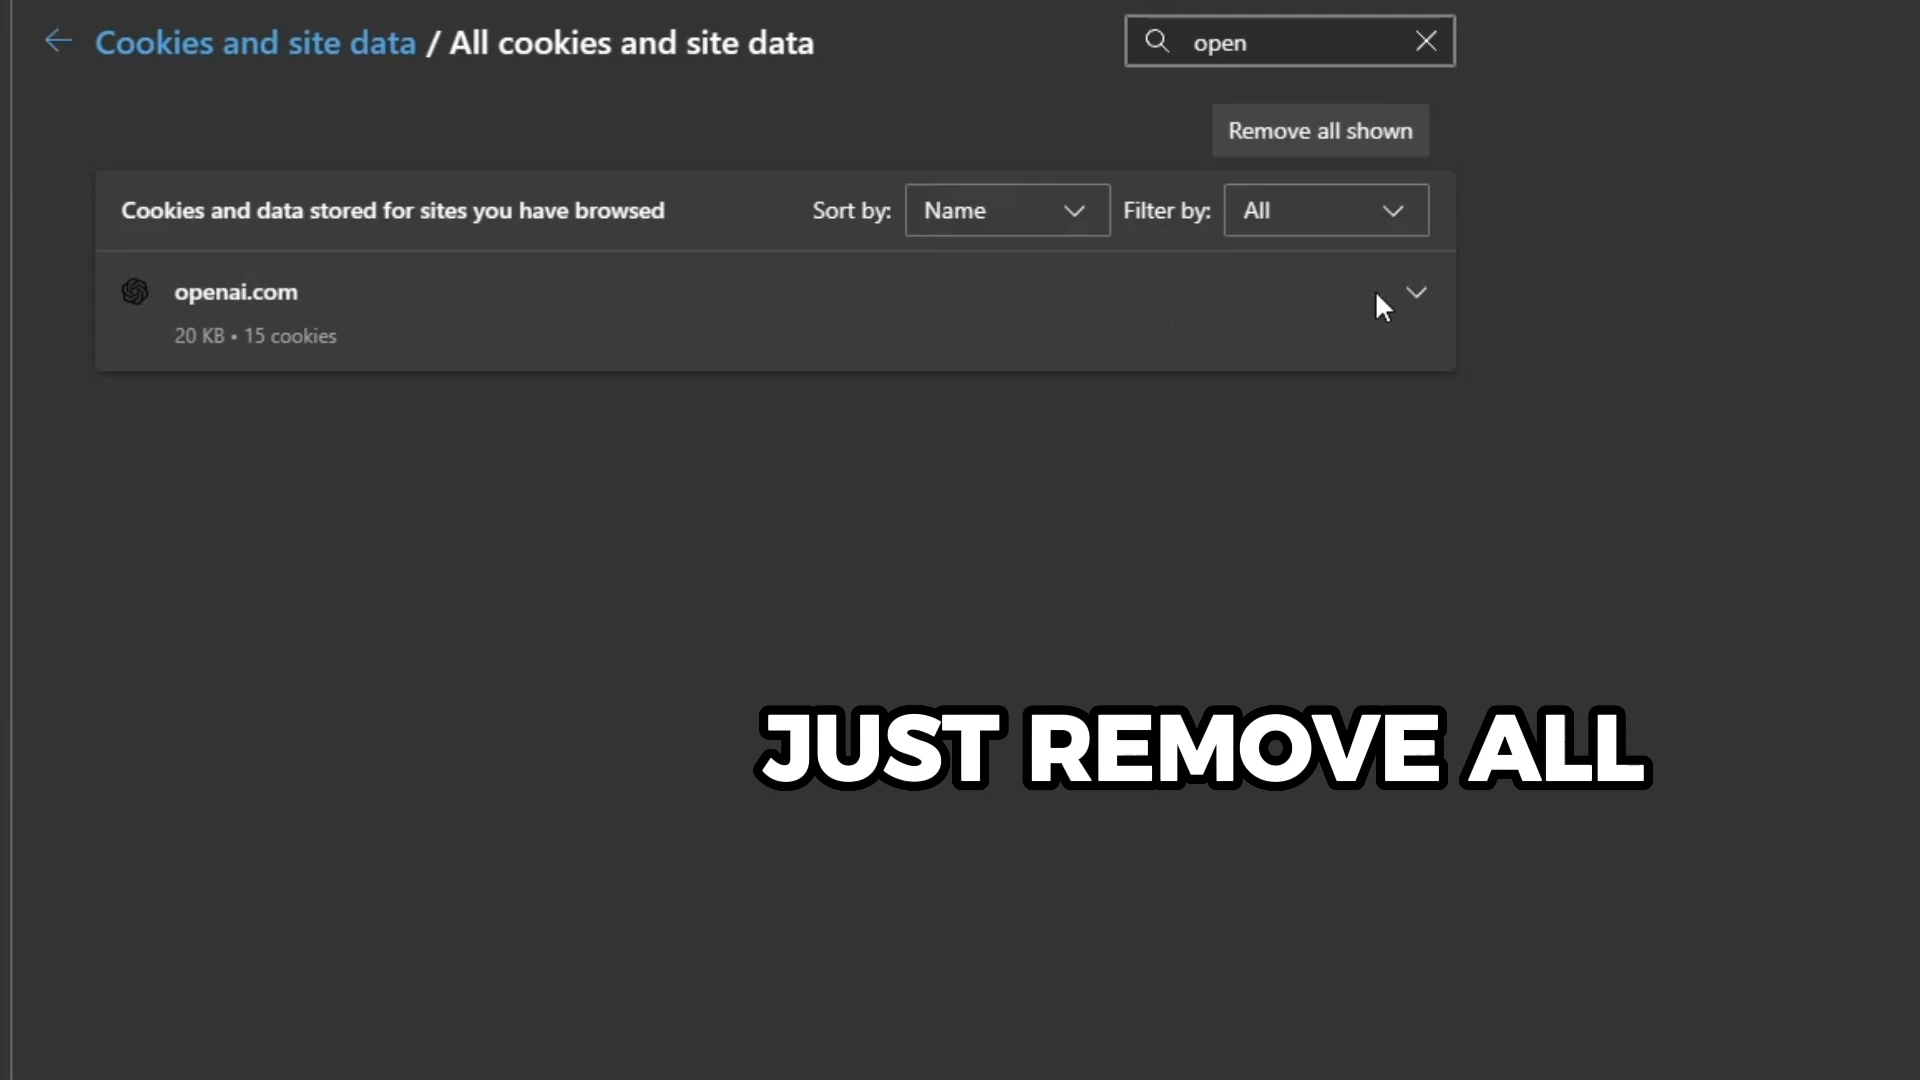 Cookies and site data / All cookies and site data
open
Remove all shown
Cookies and data stored for sites you have browsed
Sort by: Name
Filter by: All
openai.com
20 KB • 15 cookies
JUST REMOVE ALL